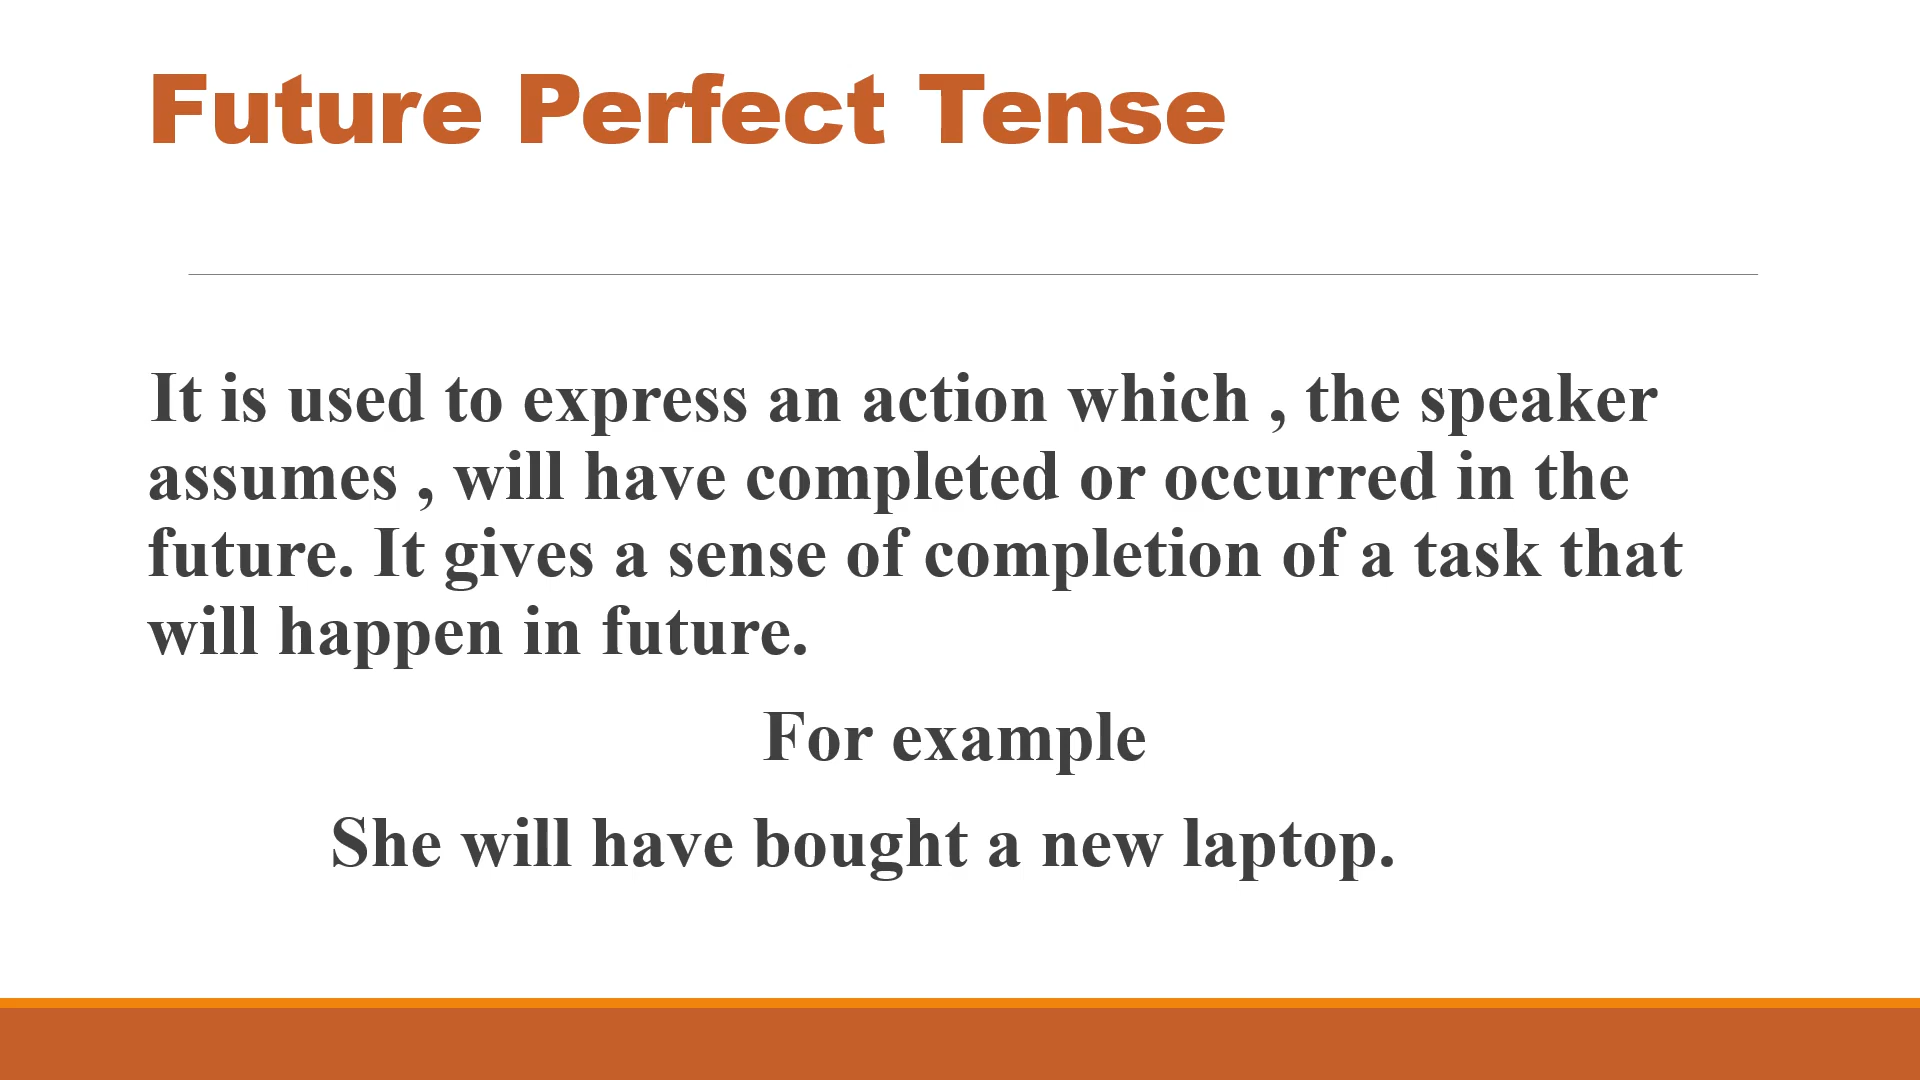 Future Perfect Tense
It is used to express an action which , the speaker
assumes , will have completed or occurred in the
future. It gives a sense of completion of a task that
will happen in future.
For example
She will have bought a new laptop.